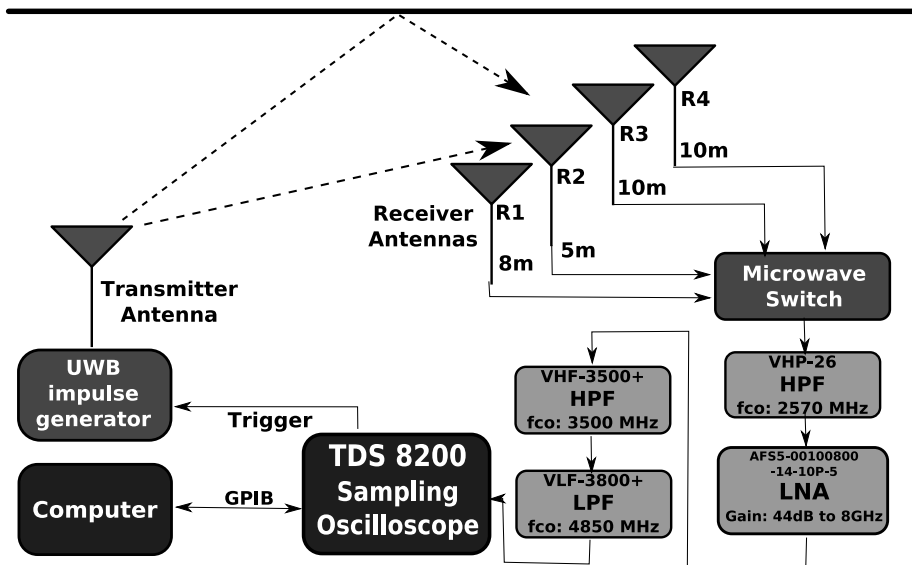 R4
R3
10m
R2
10m
R1
5m
8m
Receiver
Antennas
Transmitter
Antenna
Microwave
Switch
UWB
impulse
generator
Trigger
VHF-3500+
HPF
fco: 3500 MHz
VHP-26
HPF
fco: 2570 MHz
TDS 8200
Sampling
Oscilloscope
Computer
GPIB
VLF-3800+
LPF
fco: 4850 MHz
AFS5-00100800
-14-10P-5
LNA
Gain: 44dB to 8GHz